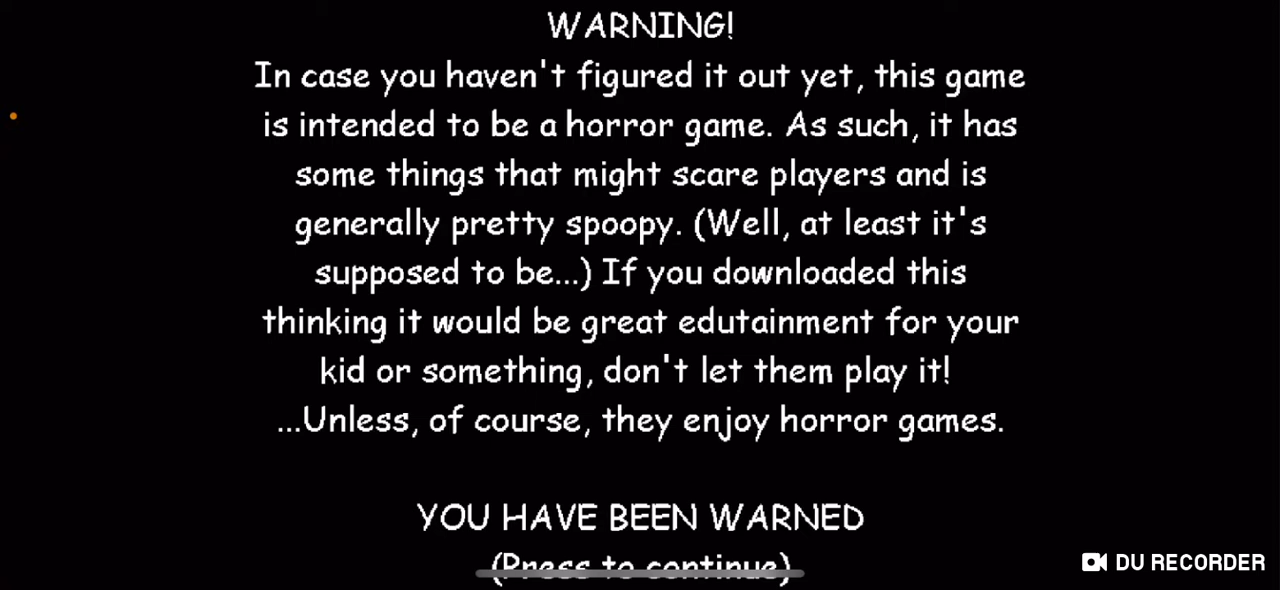 WARNING!
In case you haven't figured it out yet, this game
is intended to be a horror game. As such, it has
some things that might scare players and is
generally pretty spoopy. (Well, at least it's
supposed to be...) If you downloaded this
thinking it would be great edutainment for your
kid or something, don't let them play it!
...Unless, of course, they enjoy horror games.
YOU HAVE BEEN WARNED
(Press to continue)
DU RECORDER